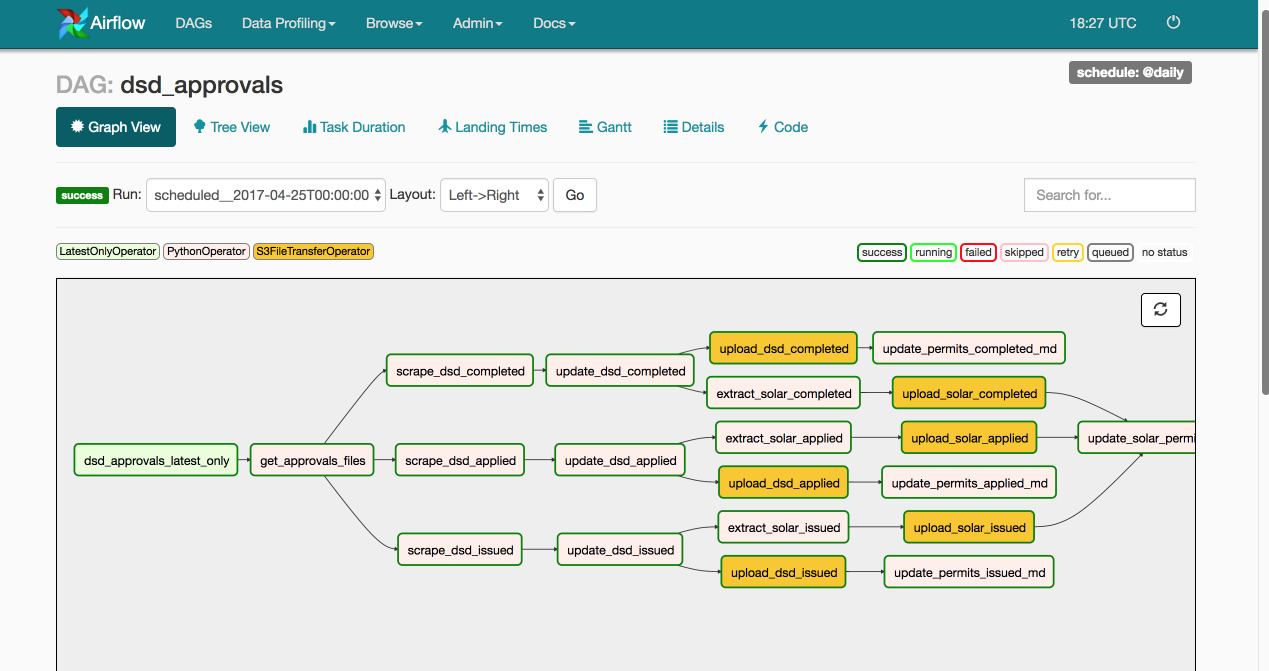 Airflow DAGs Data Profiling Browse Admin Docs 18:27 UTC
schedule: @daily
DAG: dsd_approvals
Graph View Tree View Task Duration Landing Times Gantt Details Code
success Run: scheduled__2017-04-25T00:00:00 Layout: Left->Right Go Search for...
LatestOnlyOperator PythonOperator S3FileTransferOperator success running failed skipped retry queued no status
upload_dsd_completed update_permits_completed_md
scrape_dsd_completed update_dsd_completed
extract_solar_completed upload_solar_completed
extract_solar_applied upload_solar_applied update_solar_permi
dsd_approvals_latest_only get_approvals_files scrape_dsd_applied update_dsd_applied
upload_dsd_applied update_permits_applied_md
extract_solar_issued upload_solar_issued
scrape_dsd_issued update_dsd_issued
upload_dsd_issued update_permits_issued_md